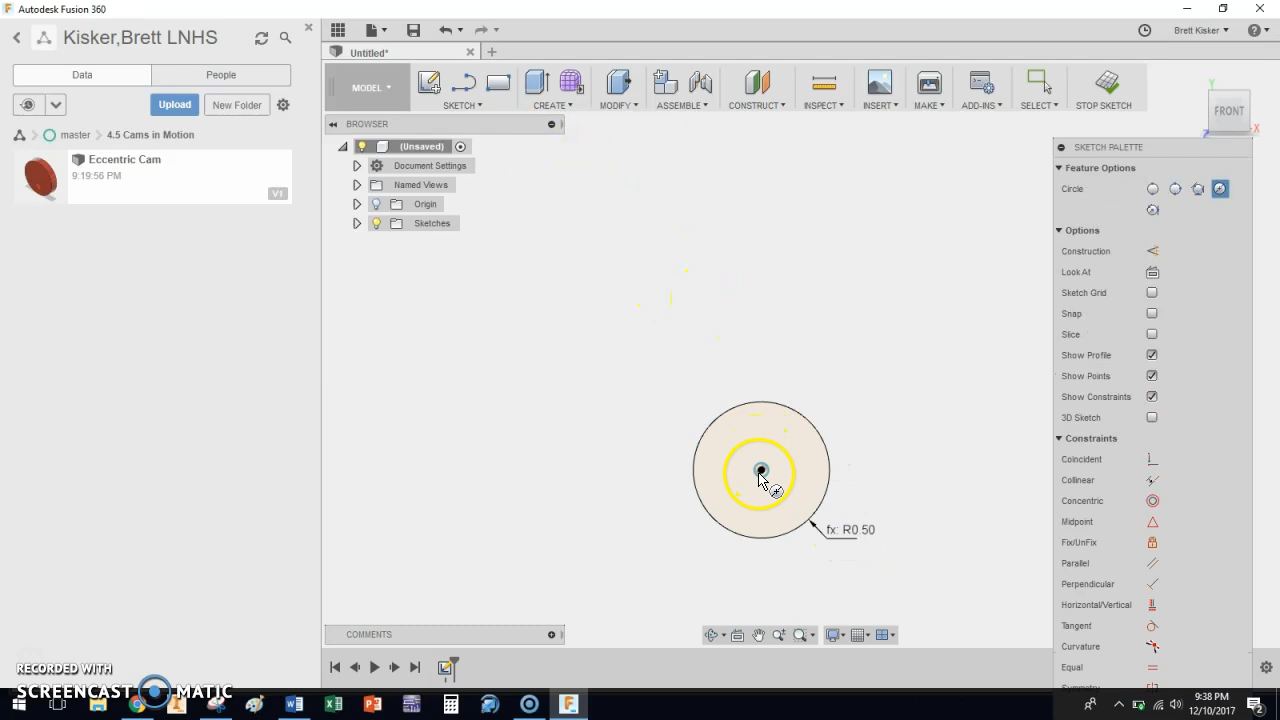 Autodesk Fusion 360
Kisker,Brett LNHS
Data People
Upload New Folder
master 4.5 Cams in Motion
Eccentric Cam
9:19:56 PM
V1
Untitled*
Brett Kisker
MODEL
SKETCH CREATE MODIFY ASSEMBLE CONSTRUCT INSPECT INSERT MAKE ADD-INS SELECT STOP SKETCH
BROWSER
(Unsaved)
Document Settings
Named Views
Origin
Sketches
FRONT
Y
X
Z
SKETCH PALETTE
Feature Options
Circle
Options
Construction
Look At
Sketch Grid
Snap
Slice
Show Profile
Show Points
Show Constraints
3D Sketch
Constraints
Coincident
Collinear
Concentric
Midpoint
Fix/UnFix
Parallel
Perpendicular
Horizontal/Vertical
Tangent
Curvature
Equal
Symmetry
fx: R0.50
COMMENTS
RECORDED WITH
SCREENCAST MATIC
9:38 PM
12/10/2017